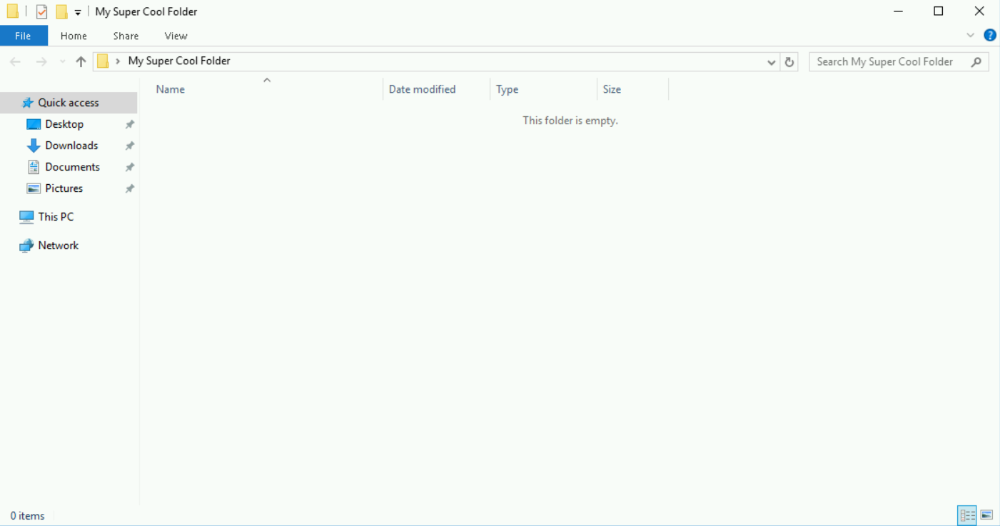 My Super Cool Folder
File Home Share View
?
My Super Cool Folder
Search My Super Cool Folder
Name Date modified Type Size
This folder is empty.
Quick access
Desktop
Downloads
Documents
Pictures
This PC
Network
0 items